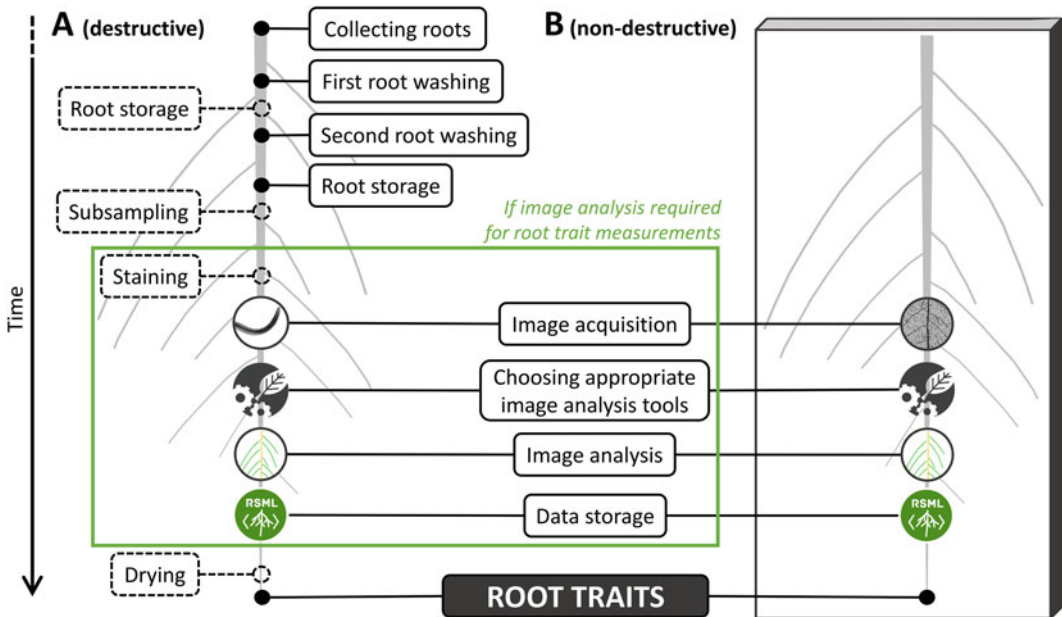 A (destructive)
B (non-destructive)
Collecting roots
First root washing
Root storage
Second root washing
Root storage
Subsampling
If image analysis required
for root trait measurements
Staining
Time
Image acquisition
Choosing appropriate
image analysis tools
Image analysis
RSML
Data storage
RSML
Drying
ROOT TRAITS